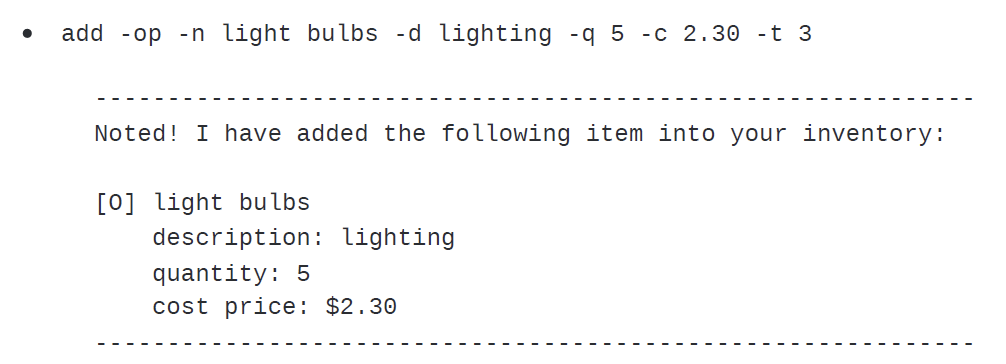 • add -op -n light bulbs -d lighting -q 5 -c 2.30 -t 3
-------------------------------------------------------------
Noted! I have added the following item into your inventory:
[O] light bulbs
description: lighting
quantity: 5
cost price: $2.30
-------------------------------------------------------------